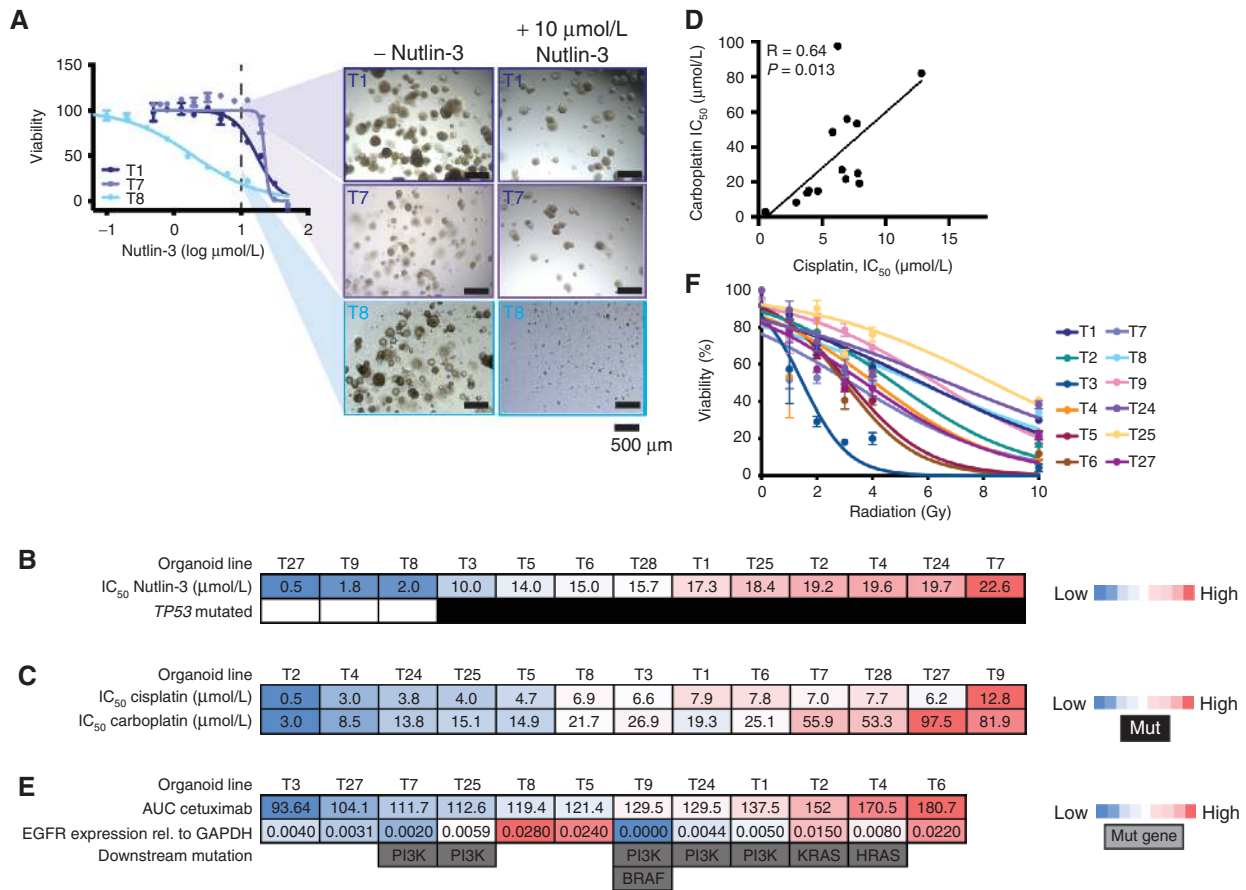 A
− Nutlin-3
+ 10 μmol/L
Nutlin-3
150
100
50
0
Viability
T1
T7
T8
−1
0
1
2
Nutlin-3 (log μmol/L)
T1
T1
T7
T7
T8
T8
500 μm
D
R = 0.64
P = 0.013
100
80
60
40
20
0
Carboplatin IC50 (μmol/L)
0
5
10
15
Cisplatin, IC50 (μmol/L)
F
100
80
60
40
20
0
Viability (%)
0
2
4
6
8
10
Radiation (Gy)
T1 T7
T2 T8
T3 T9
T4 T24
T5 T25
T6 T27
B
Organoid line T27 T9 T8 T3 T5 T6 T28 T1 T25 T2 T4 T24 T7
IC50 Nutlin-3 (μmol/L) 0.5 1.8 2.0 10.0 14.0 15.0 15.7 17.3 18.4 19.2 19.6 19.7 22.6
TP53 mutated
Low High
C
Organoid line T2 T4 T24 T25 T5 T8 T3 T1 T6 T7 T28 T27 T9
IC50 cisplatin (μmol/L) 0.5 3.0 3.8 4.0 4.7 6.9 6.6 7.9 7.8 7.0 7.7 6.2 12.8
IC50 carboplatin (μmol/L) 3.0 8.5 13.8 15.1 14.9 21.7 26.9 19.3 25.1 55.9 53.3 97.5 81.9
Low High
Mut
E
Organoid line T3 T27 T7 T25 T8 T5 T9 T24 T1 T2 T4 T6
AUC cetuximab 93.64 104.1 111.7 112.6 119.4 121.4 129.5 129.5 137.5 152 170.5 180.7
EGFR expression rel. to GAPDH 0.0040 0.0031 0.0020 0.0059 0.0280 0.0240 0.0000 0.0044 0.0050 0.0150 0.0080 0.0220
Downstream mutation PI3K PI3K PI3K PI3K PI3K KRAS HRAS
BRAF
Low High
Mut gene